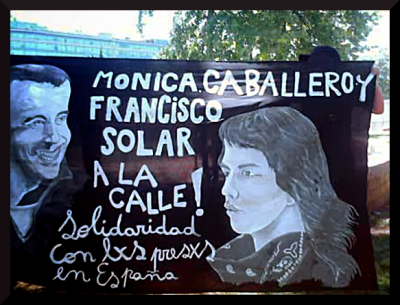 MONICA CABALLERO Y
FRANCISCO
SOLAR
A LA
CALLE!
Solidaridad
con lxs presxs
en España